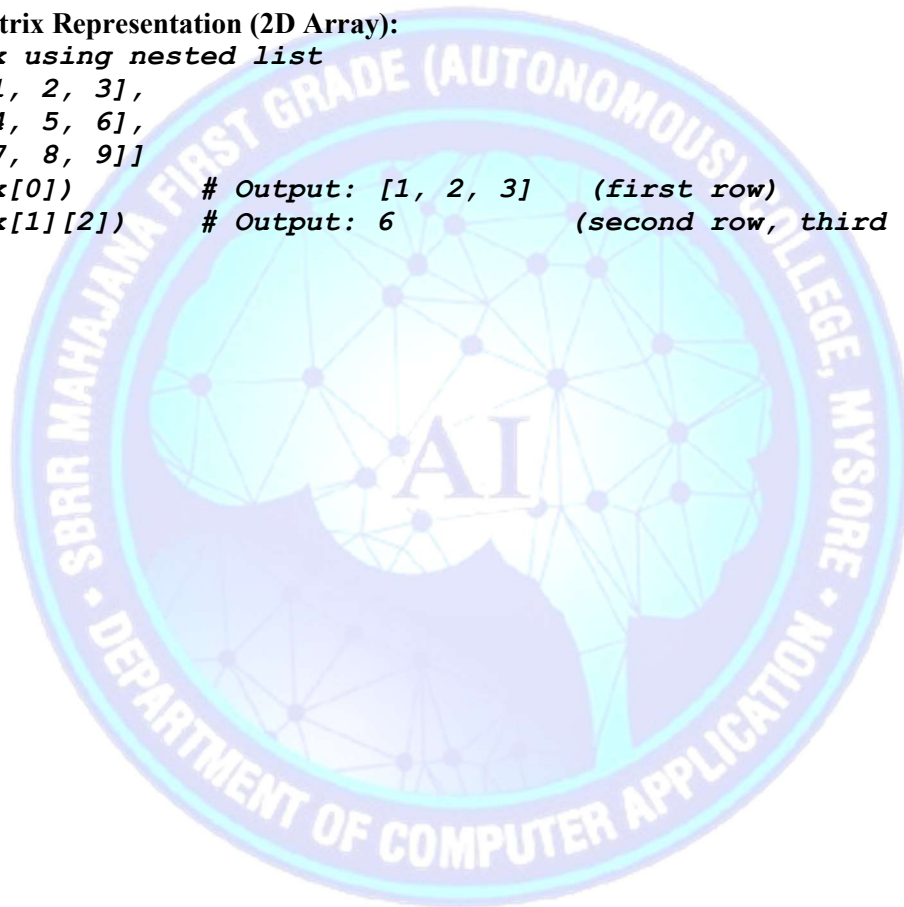 trix Representation (2D Array):
x using nested list
1, 2, 3],
4, 5, 6],
7, 8, 9]]
x[0]) # Output: [1, 2, 3] (first row)
x[1][2]) # Output: 6 (second row, third
SBRR MAHAJANA FIRST GRADE (AUTONOMOUS) COLLEGE, MYSORE
AI
• DEPARTMENT OF COMPUTER APPLICATION •